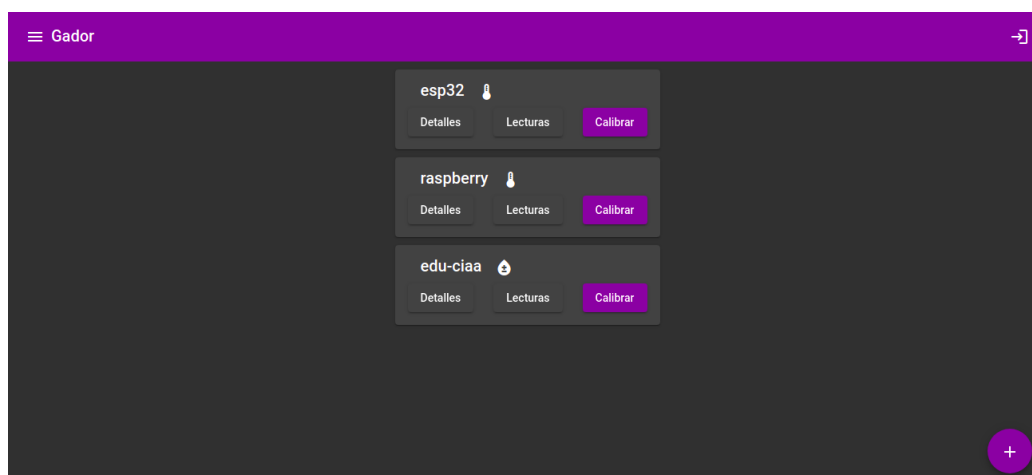 Gador
esp32
Detalles Lecturas Calibrar
raspberry
Detalles Lecturas Calibrar
edu-ciaa
Detalles Lecturas Calibrar